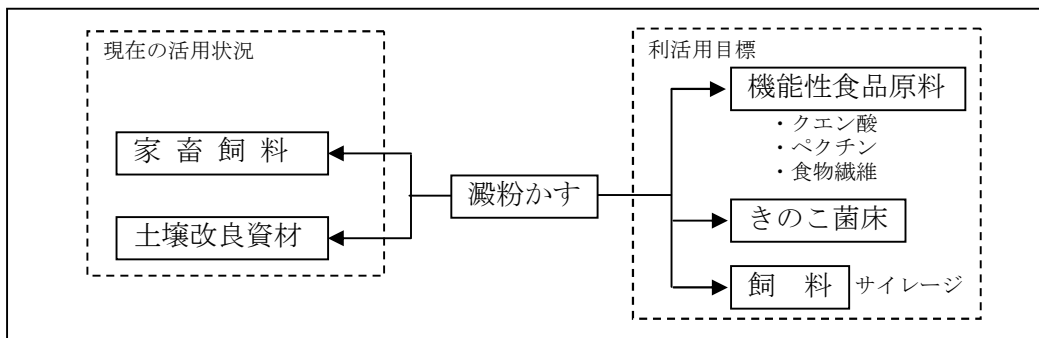 現在の活用状況
家畜飼料
土壌改良資材
澱粉かす
利活用目標
機能性食品原料
・クエン酸
・ペクチン
・食物繊維
きのこ菌床
飼　料 サイレージ